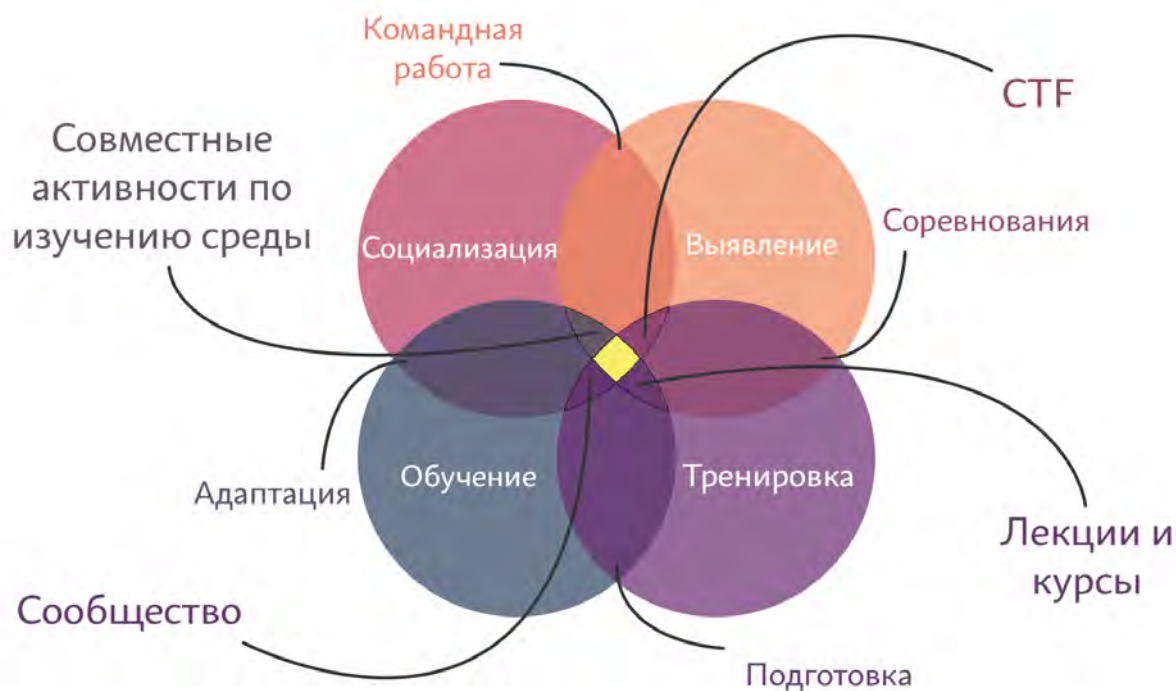 Командная
работа
CTF
Совместные
активности по
изучению среды
Соревнования
Социализация
Выявление
Обучение
Тренировка
Адаптация
Лекции и
курсы
Сообщество
Подготовка